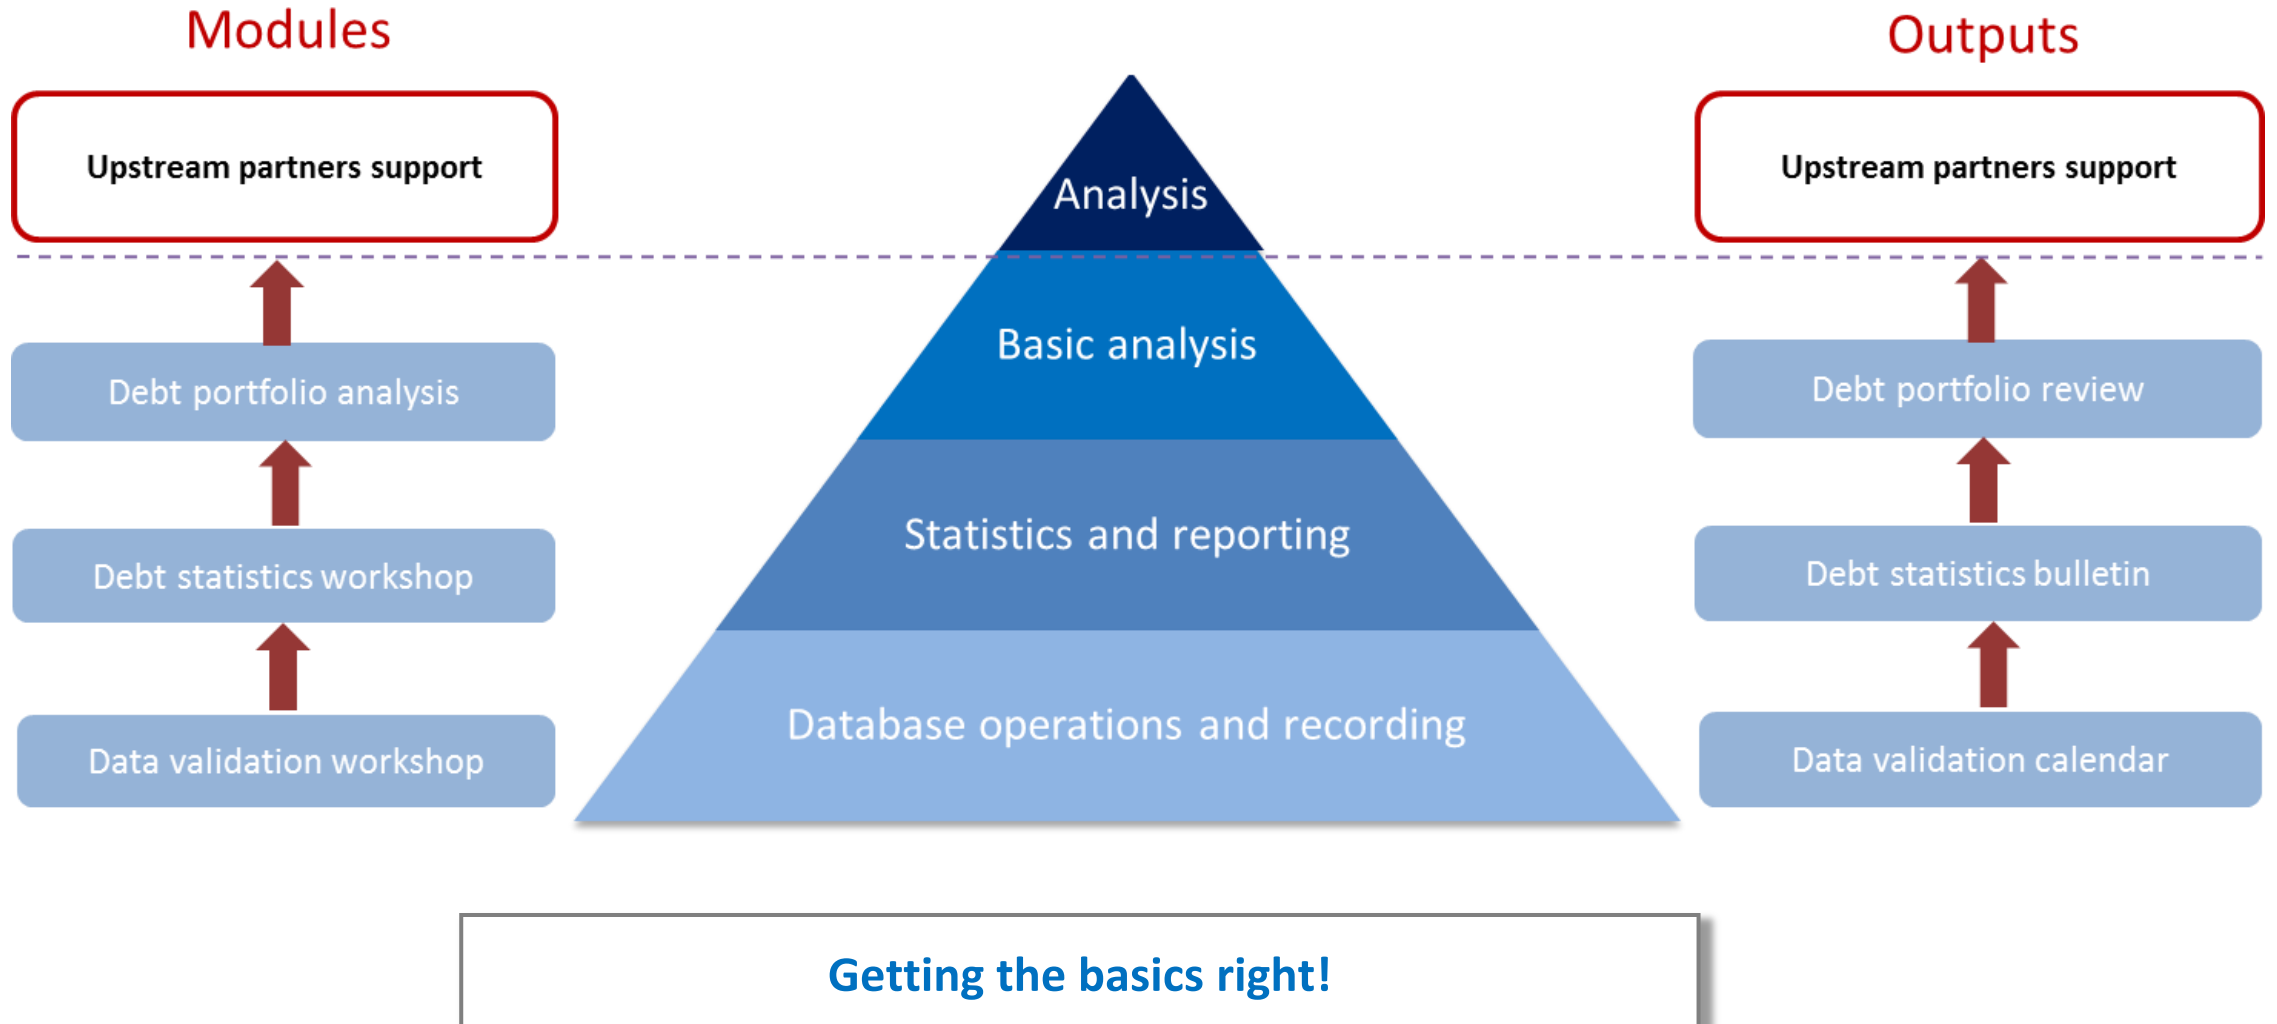 Modules
Outputs
Upstream partners support
Analysis
Upstream partners support
Basic analysis
Debt portfolio analysis
Debt portfolio review
Statistics and reporting
Debt statistics workshop
Debt statistics bulletin
Database operations and recording
Data validation workshop
Data validation calendar
Getting the basics right!